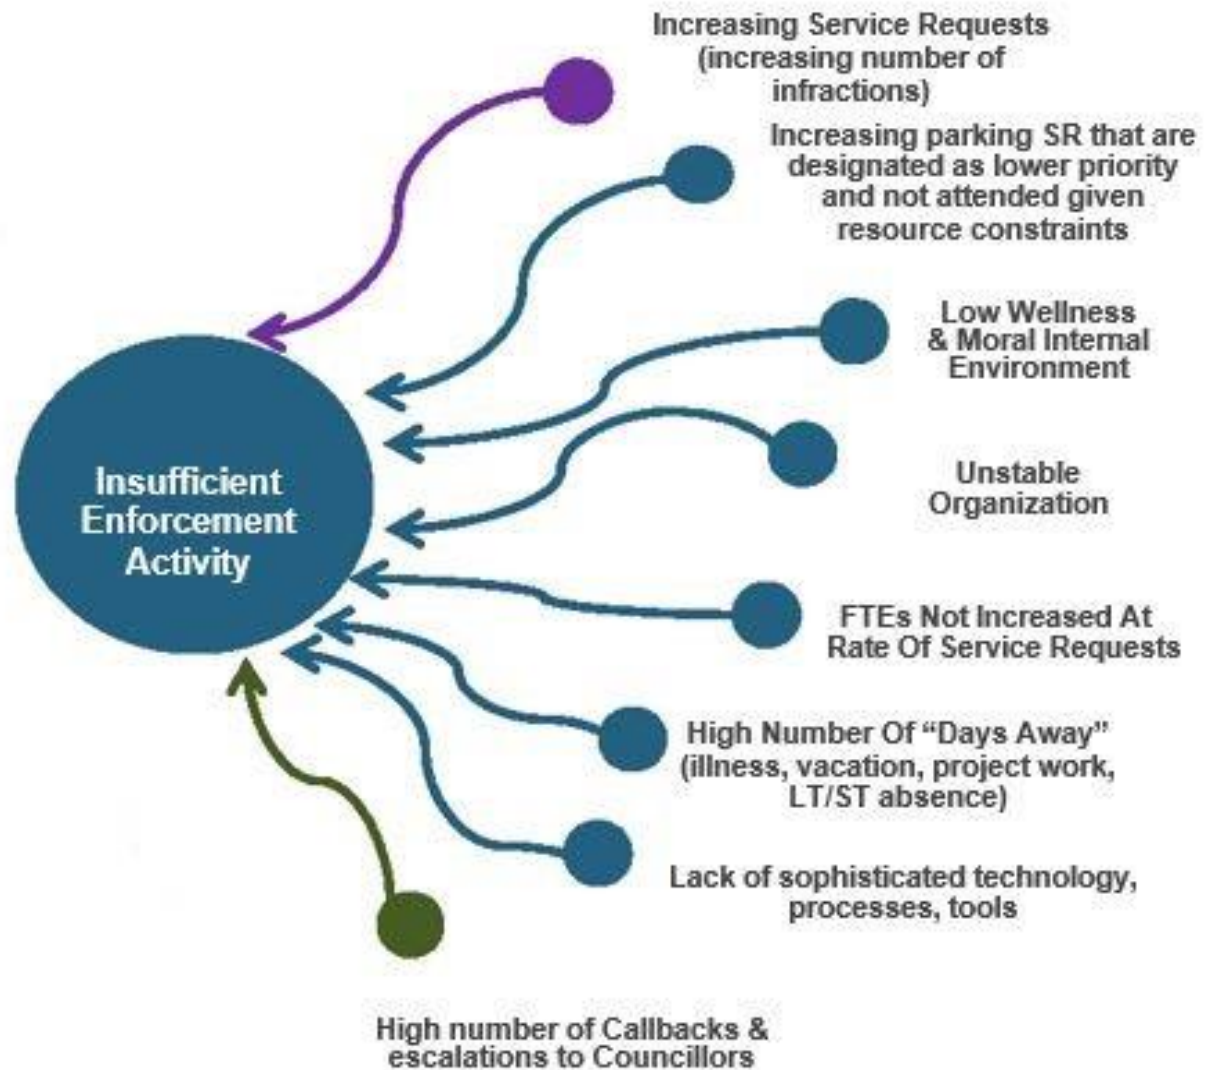 Increasing Service Requests
(increasing number of
infractions)
Increasing parking SR that are
designated as lower priority
and not attended given
resource constraints
Low Wellness
& Moral Internal
Environment
Unstable
Organization
Insufficient
Enforcement
Activity
FTEs Not Increased At
Rate Of Service Requests
High Number Of “Days Away”
(illness, vacation, project work,
LT/ST absence)
Lack of sophisticated technology,
processes, tools
High number of Callbacks &
escalations to Councillors